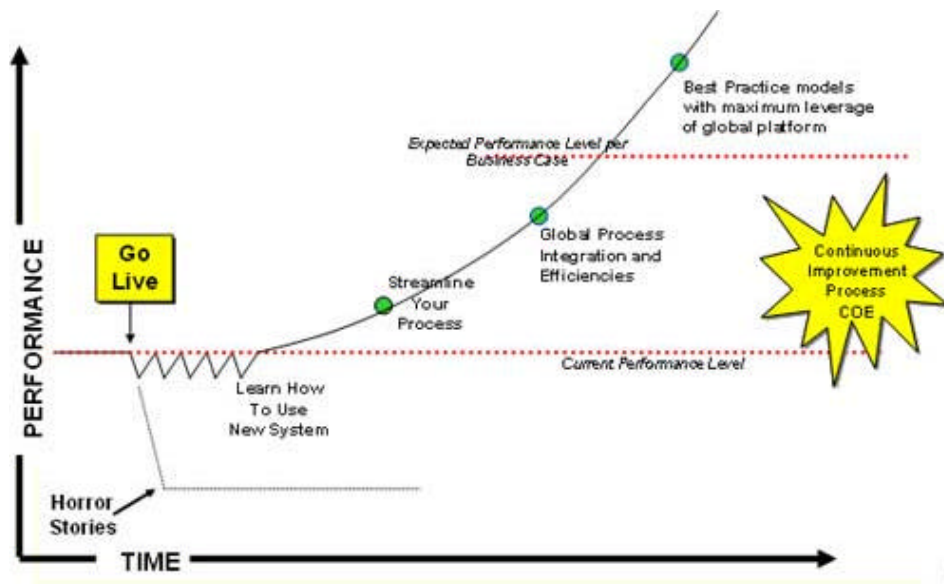 Best Practice models
with maximum leverage
of global platform
Expected Performance Level per
Business Case
Go
Live
Global Process
Integration and
Efficiencies
Continuous
Improvement
Process
COE
Streamline
Your
Process
PERFORMANCE
Current Performance Level
Learn How
To Use
New System
Horror
Stories
TIME